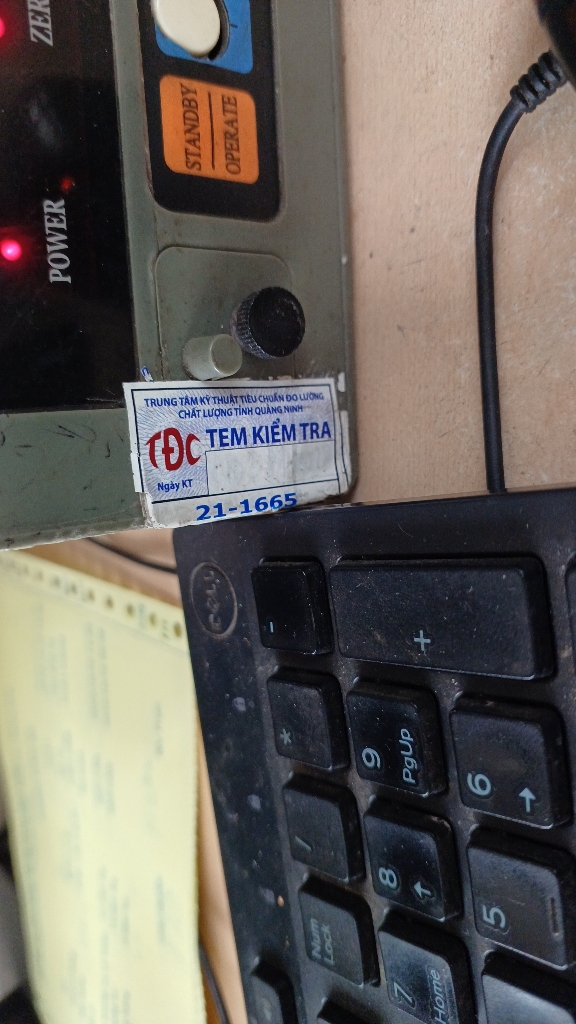 ZER
STANDBY
OPERATE
POWER
TRUNG TÂM KỸ THUẬT TIÊU CHUẨN ĐO LƯỜNG
CHẤT LƯỢNG TỈNH QUẢNG NINH
TĐC TEM KIỂM TRA
Ngày KT
21-1665
DELL
-
+
*
9
PgUp
6
→
/
8
↑
5
Num
Lock
7
Home